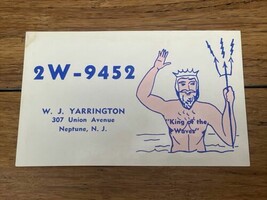 2W-9452
W. J. YARRINGTON
307 Union Avenue
Neptune, N. J.
"King of the
Waves"